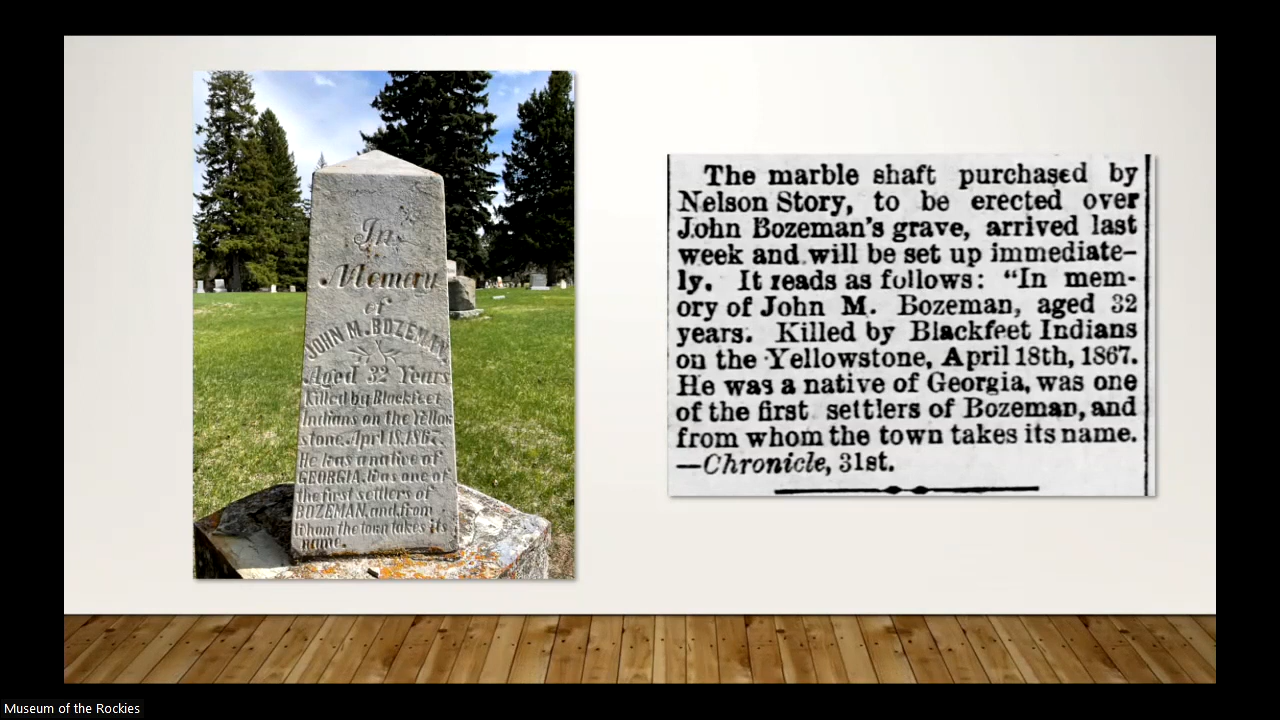 In
Memory
of
JOHN M. BOZEMAN,
Aged 32 Years
Killed by Blackfeet
Indians on the Yellow
stone, April 18, 1867.
He was a native of
GEORGIA, was one of
the first settlers of
BOZEMAN, and from
whom the town takes its
name.
The marble shaft purchased by
Nelson Story, to be erected over
John Bozeman's grave, arrived last
week and will be set up immediate-
ly. It reads as follows: "In mem-
ory of John M. Bozeman, aged 32
years. Killed by Blackfeet Indians
on the Yellowstone, April 18th, 1867.
He was a native of Georgia, was one
of the first settlers of Bozeman, and
from whom the town takes its name.
—Chronicle, 31st.
Museum of the Rockies